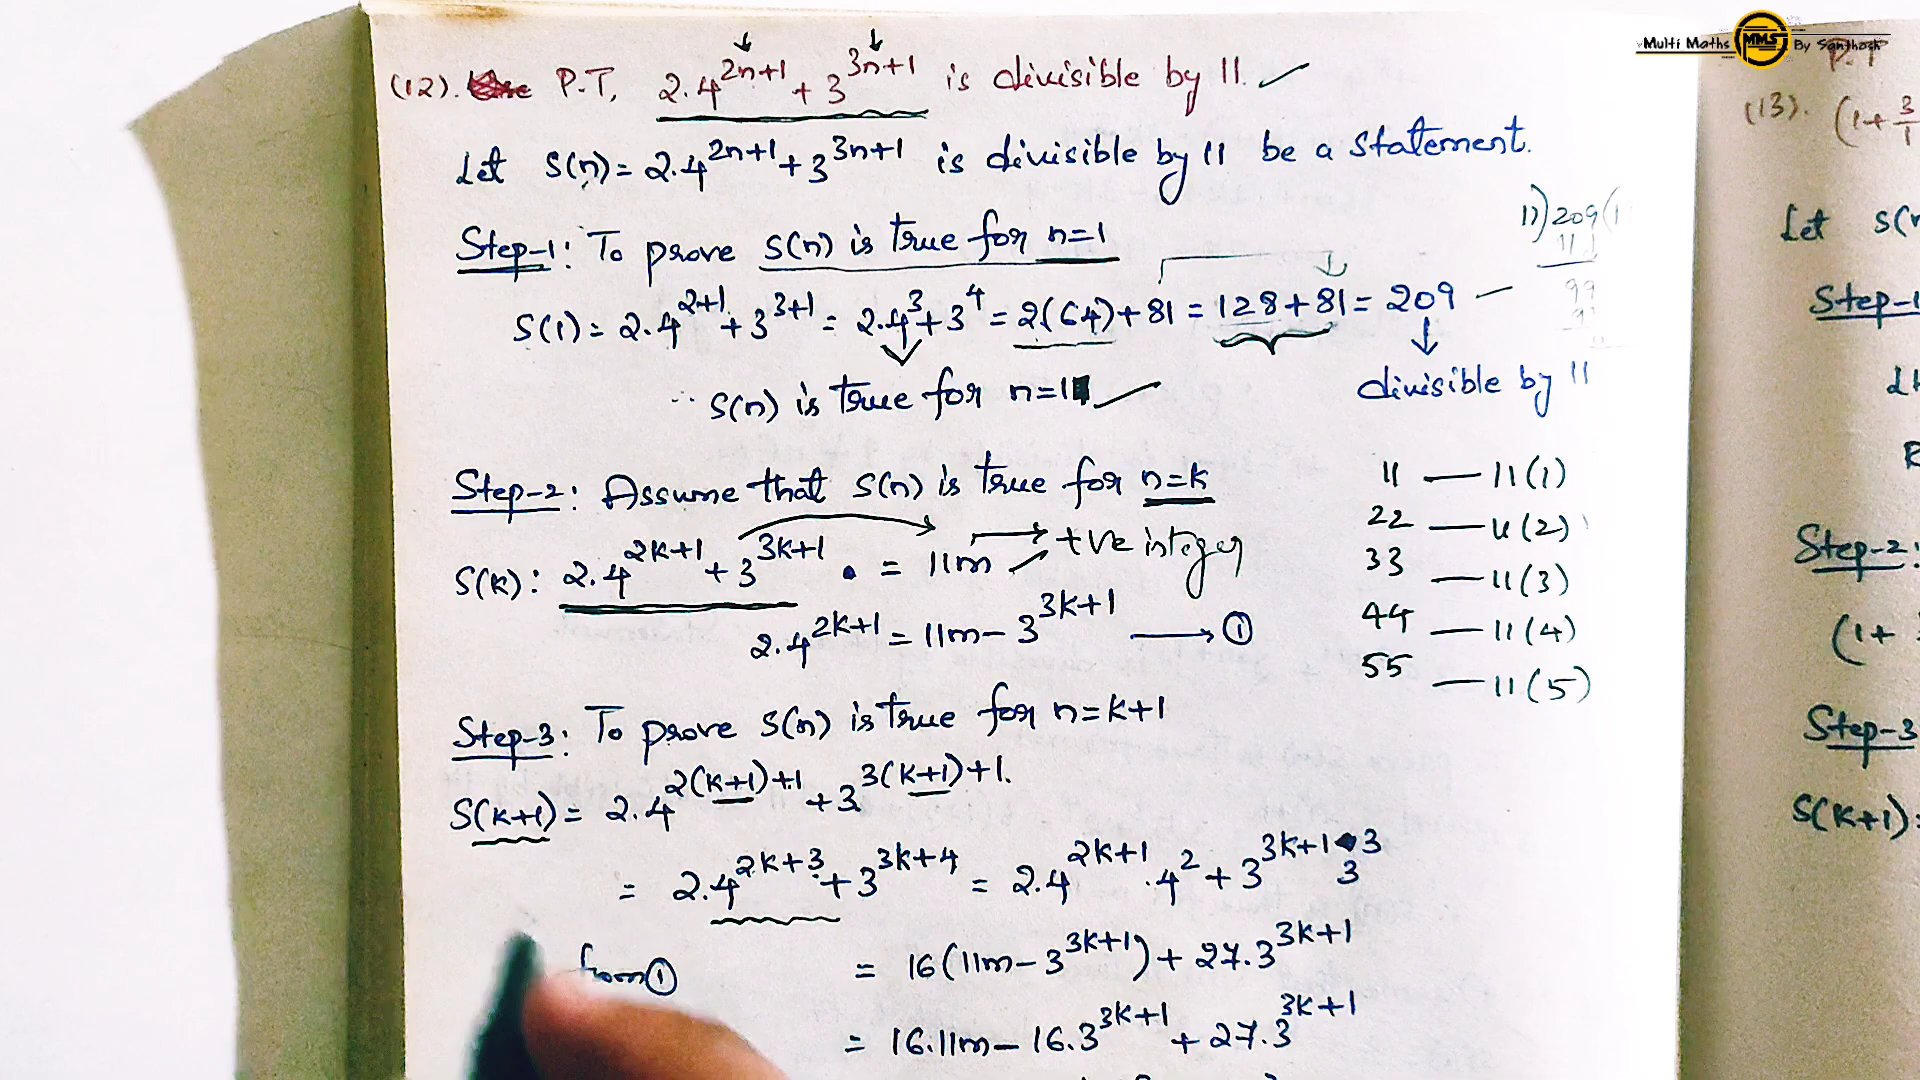 Multi Maths MMS By Santhosh
(12). P.T, 2.4^{2n+1} + 3^{3n+1} is divisible by 11.
Let S(n) = 2.4^{2n+1} + 3^{3n+1} is divisible by 11 be a statement.
Step-1: To prove S(n) is true for n=1
S(1) = 2.4^{2+1} + 3^{3+1} = 2.4^3 + 3^4 = 2(64)+81 = 128+81 = 209
divisible by 11
∴ S(n) is true for n=1
11)209(1
11
99
Step-2: Assume that S(n) is true for n=k
S(k): 2.4^{2k+1} + 3^{3k+1} = 11m → +ve integer
2.4^{2k+1} = 11m - 3^{3k+1} → ①
11 — 11(1)
22 — 11(2)
33 — 11(3)
44 — 11(4)
55 — 11(5)
Step-3: To prove S(n) is true for n=k+1
S(k+1) = 2.4^{2(k+1)+1} + 3^{3(k+1)+1}.
= 2.4^{2k+3} + 3^{3k+4} = 2.4^{2k+1}.4^2 + 3^{3k+1}.3^3
from ① = 16(11m - 3^{3k+1}) + 27.3^{3k+1}
= 16.11m - 16.3^{3k+1} + 27.3^{3k+1}
P.T
(13). (1+ 3/1
Let S(n
Step-1
Step-2:
(1+
Step-3
S(k+1)